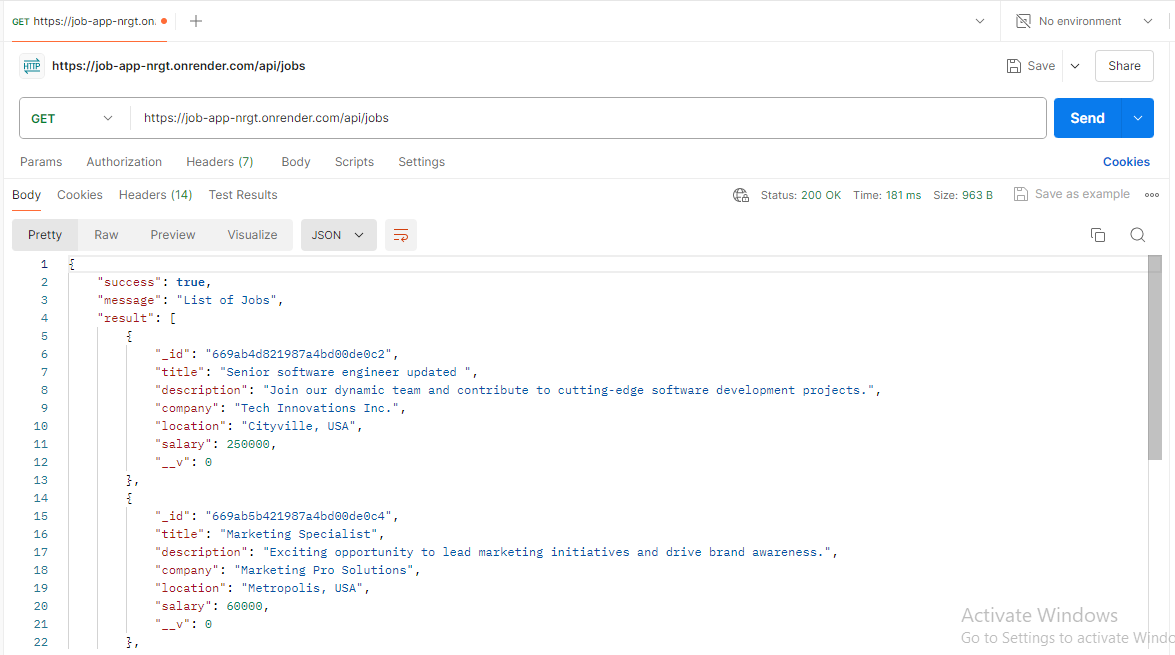 GET https://job-app-nrgt.on.
No environment
HTTP https://job-app-nrgt.onrender.com/api/jobs
Save
Share
GET https://job-app-nrgt.onrender.com/api/jobs
Send
Params Authorization Headers (7) Body Scripts Settings
Cookies
Body Cookies Headers (14) Test Results
Status: 200 OK Time: 181 ms Size: 963 B
Save as example
Pretty Raw Preview Visualize JSON
1 {
2 "success": true,
3 "message": "List of Jobs",
4 "result": [
5 {
6 "_id": "669ab4d821987a4bd00de0c2",
7 "title": "Senior software engineer updated ",
8 "description": "Join our dynamic team and contribute to cutting-edge software development projects.",
9 "company": "Tech Innovations Inc.",
10 "location": "Cityville, USA",
11 "salary": 250000,
12 "__v": 0
13 },
14 {
15 "_id": "669ab5b421987a4bd00de0c4",
16 "title": "Marketing Specialist",
17 "description": "Exciting opportunity to lead marketing initiatives and drive brand awareness.",
18 "company": "Marketing Pro Solutions",
19 "location": "Metropolis, USA",
20 "salary": 60000,
21 "__v": 0
22 },
Activate Windows
Go to Settings to activate Windo